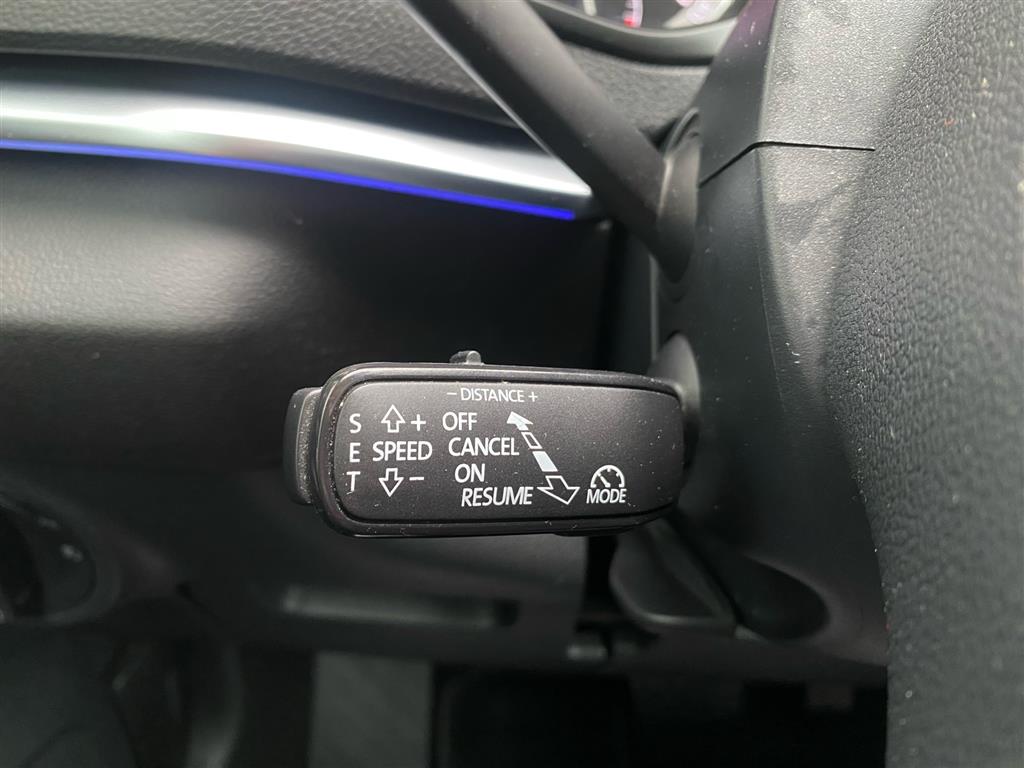 − DISTANCE +
S + OFF
E SPEED CANCEL
T − ON
RESUME MODE